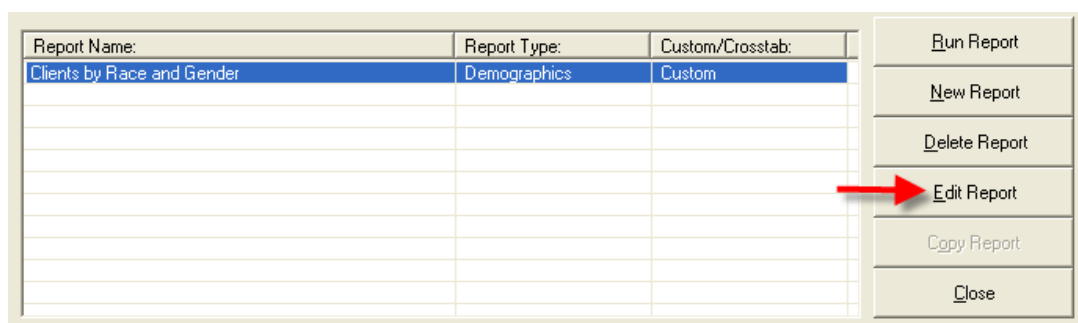 Report Name: Report Type: Custom/Crosstab:
Clients by Race and Gender Demographics Custom
Run Report
New Report
Delete Report
Edit Report
Copy Report
Close